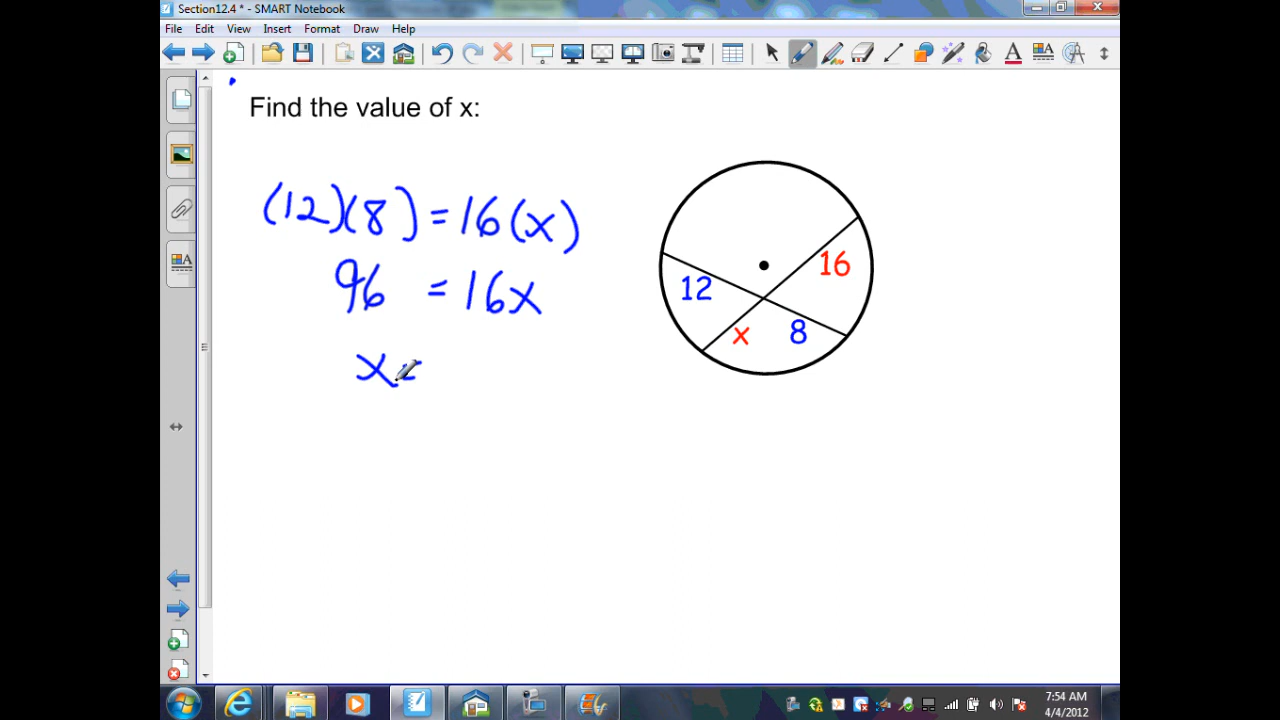 Section12.4 * - SMART Notebook
File Edit View Insert Format Draw Help
Find the value of x:
(12)(8) = 16(x)
96 = 16x
x =
16
12
x
8
7:54 AM
4/4/2012